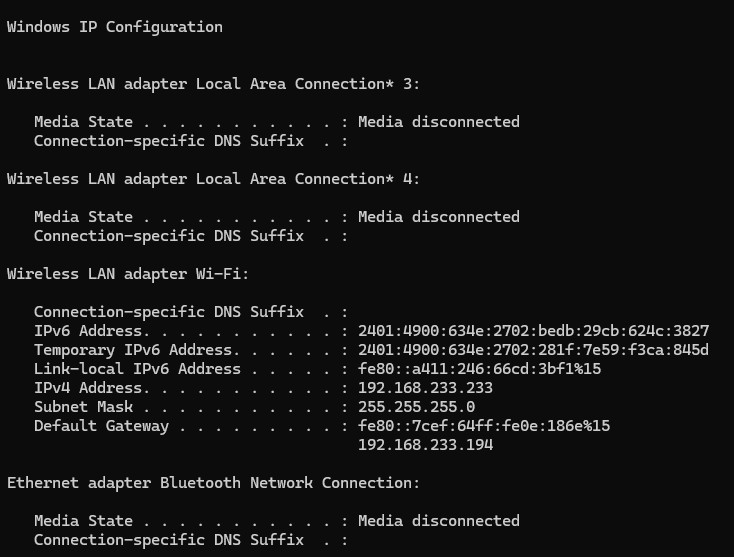 Windows IP Configuration
Wireless LAN adapter Local Area Connection* 3:
Media State . . . . . . . . . . . : Media disconnected
Connection-specific DNS Suffix  . :
Wireless LAN adapter Local Area Connection* 4:
Media State . . . . . . . . . . . : Media disconnected
Connection-specific DNS Suffix  . :
Wireless LAN adapter Wi-Fi:
Connection-specific DNS Suffix  . :
IPv6 Address. . . . . . . . . . . : 2401:4900:634e:2702:bedb:29cb:624c:3827
Temporary IPv6 Address. . . . . . : 2401:4900:634e:2702:281f:7e59:f3ca:845d
Link-local IPv6 Address . . . . . : fe80::a411:246:66cd:3bf1%15
IPv4 Address. . . . . . . . . . . : 192.168.233.233
Subnet Mask . . . . . . . . . . . : 255.255.255.0
Default Gateway . . . . . . . . . : fe80::7cef:64ff:fe0e:186e%15
192.168.233.194
Ethernet adapter Bluetooth Network Connection:
Media State . . . . . . . . . . . : Media disconnected
Connection-specific DNS Suffix  . :